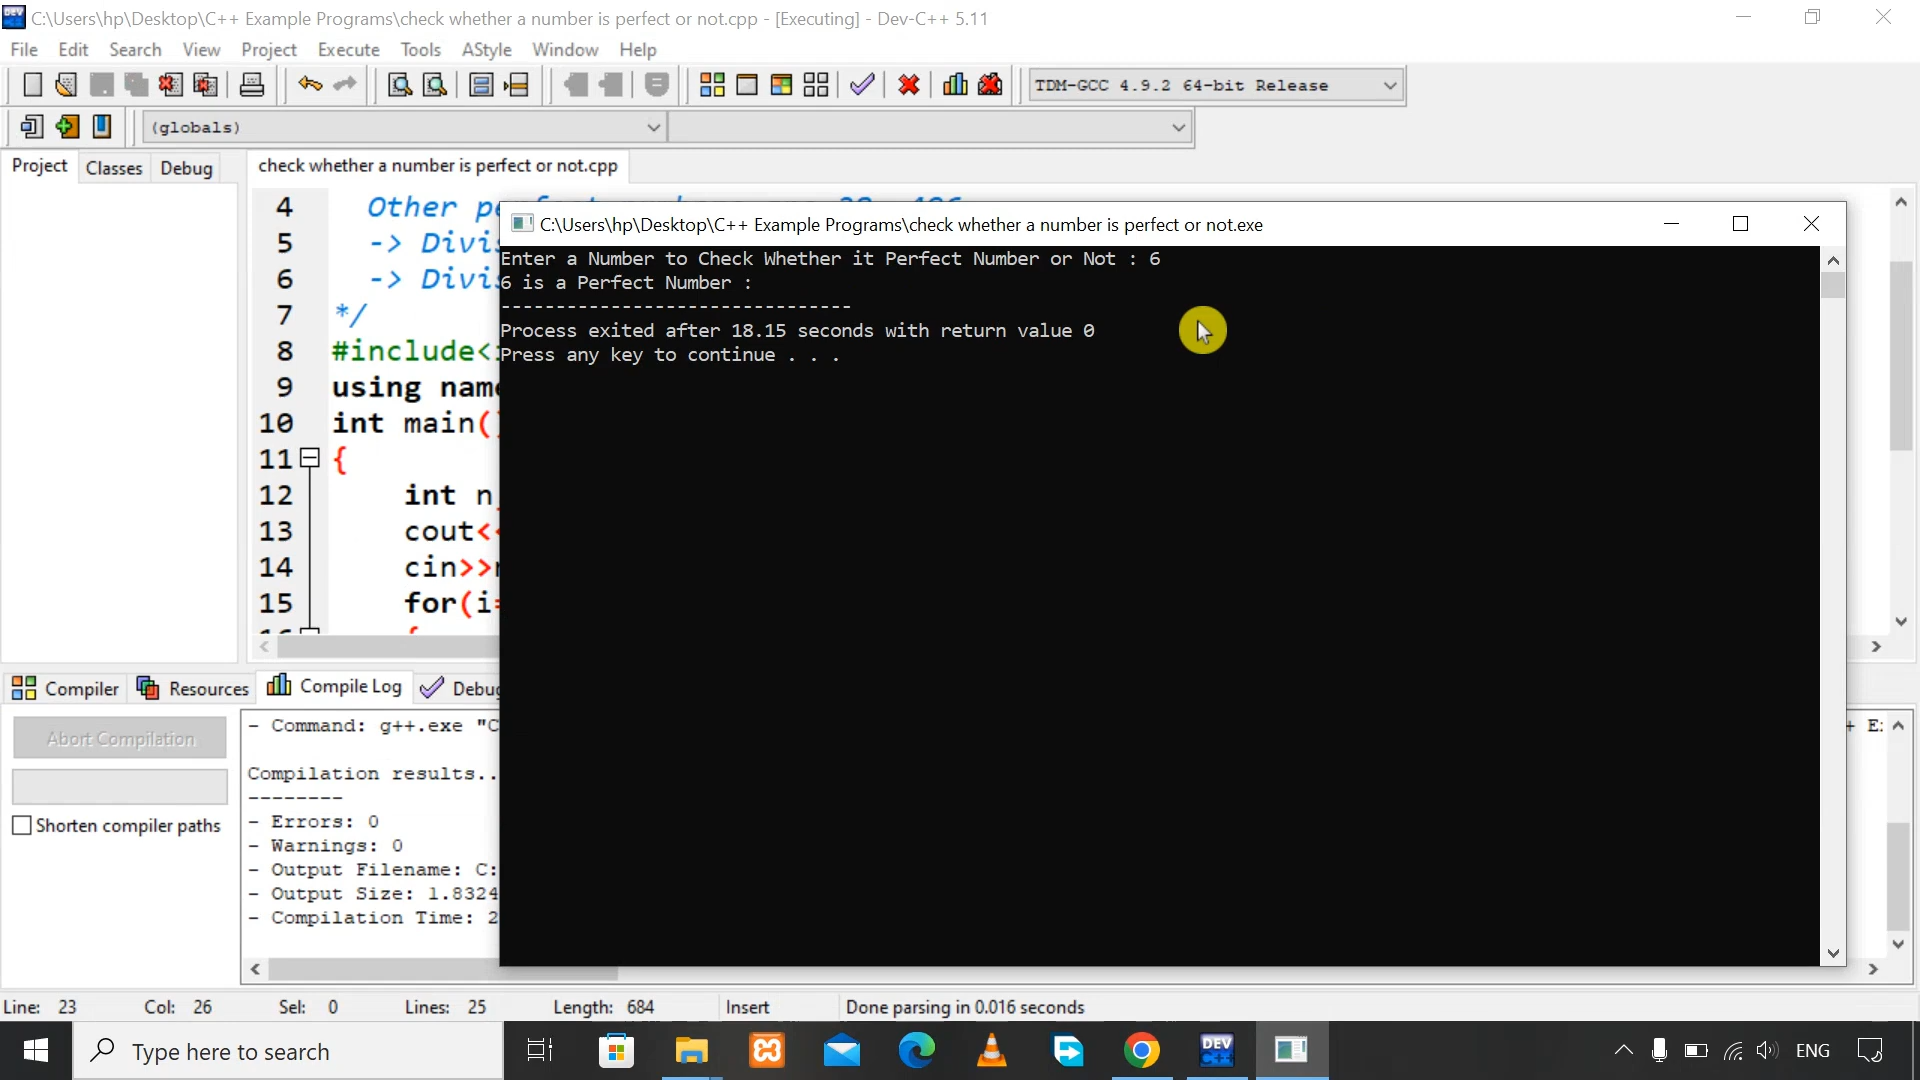 C:\Users\hp\Desktop\C++ Example Programs\check whether a number is perfect or not.cpp - [Executing] - Dev-C++ 5.11
File Edit Search View Project Execute Tools AStyle Window Help
TDM-GCC 4.9.2 64-bit Release
(globals)
Project Classes Debug
check whether a number is perfect or not.cpp
4 Other
5 -> Divis
6 -> Divis
7 */
8 #include<
9 using name
10 int main()
11 {
12 int n
13 cout<<
14 cin>>
15 for(i=
16 {
C:\Users\hp\Desktop\C++ Example Programs\check whether a number is perfect or not.exe
Enter a Number to Check Whether it Perfect Number or Not : 6
6 is a Perfect Number :
--------------------------------
Process exited after 18.15 seconds with return value 0
Press any key to continue . . .
Compiler Resources Compile Log Debug
Abort Compilation
Shorten compiler paths
- Command: g++.exe "C
Compilation results..
--------
- Errors: 0
- Warnings: 0
- Output Filename: C:
- Output Size: 1.8324
- Compilation Time: 2
+ E:
Line: 23 Col: 26 Sel: 0 Lines: 25 Length: 684 Insert Done parsing in 0.016 seconds
Type here to search
DEV C++
ENG